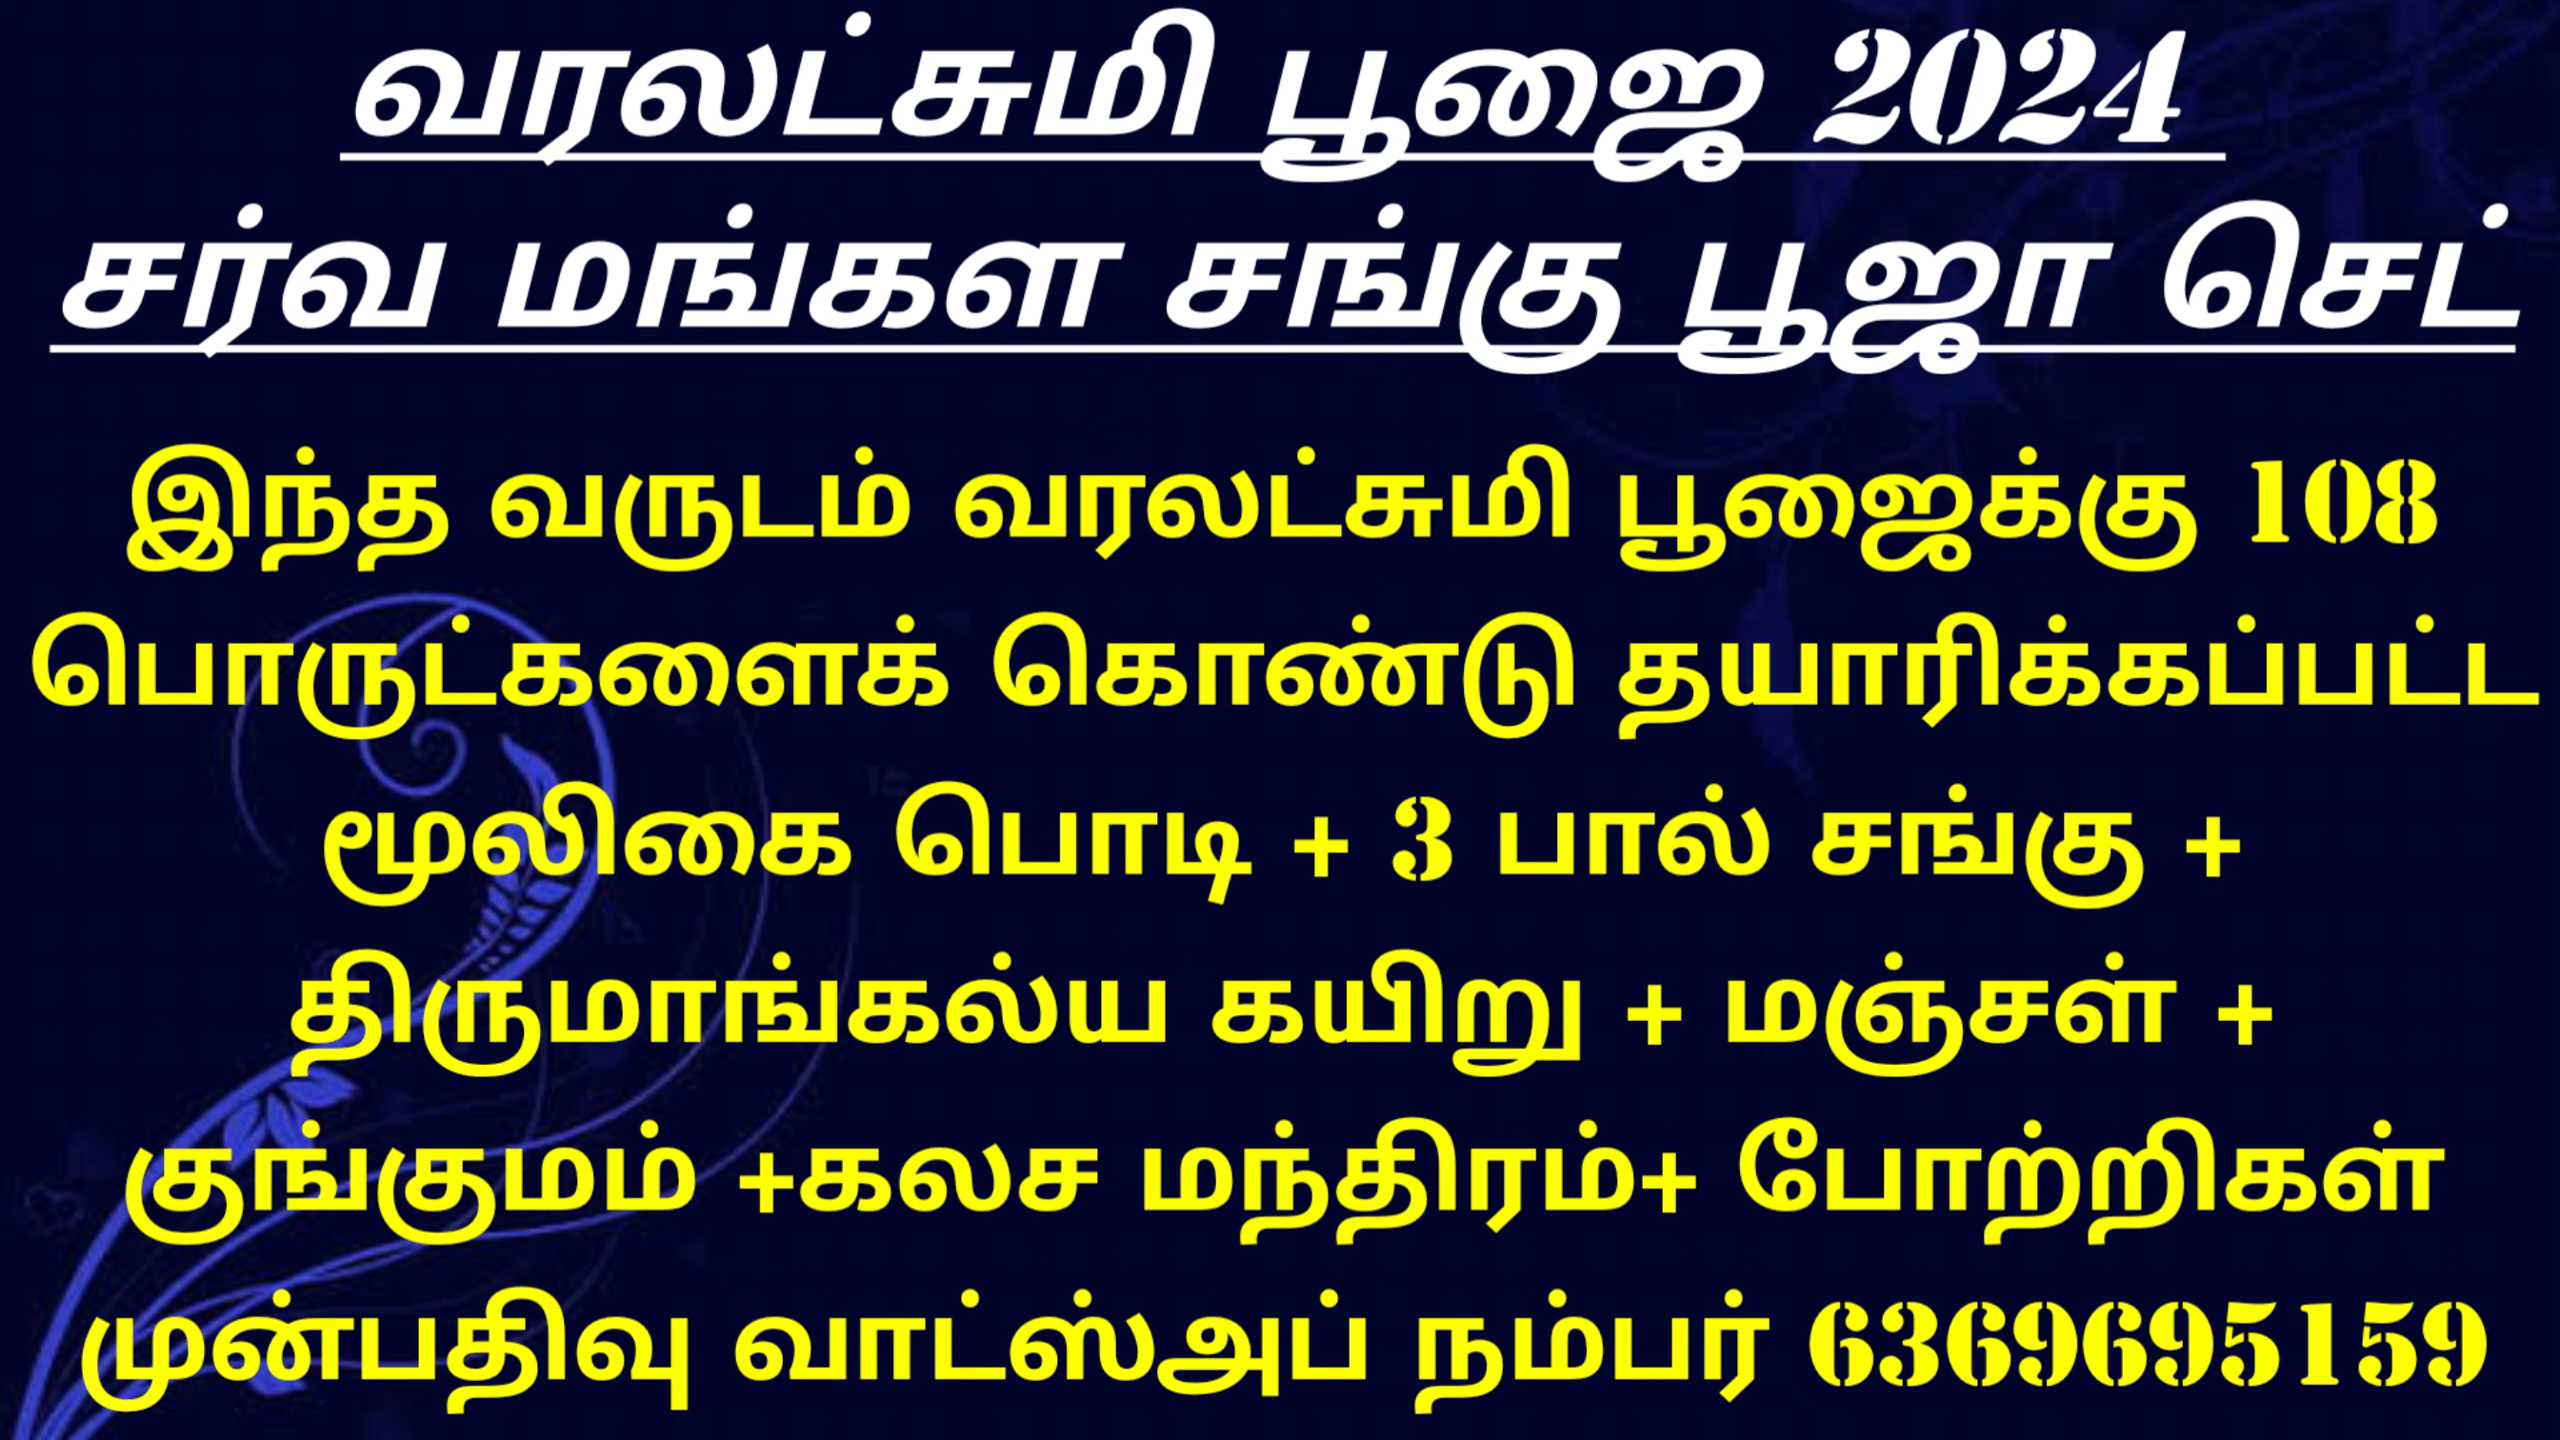 வரலட்சுமி பூஜை 2024
சர்வ மங்கள சங்கு பூஜா செட்
இந்த வருடம் வரலட்சுமி பூஜைக்கு 108
பொருட்களைக் கொண்டு தயாரிக்கப்பட்ட
மூலிகை பொடி + 3 பால் சங்கு +
திருமாங்கல்ய கயிறு + மஞ்சள் +
குங்குமம் +கலச மந்திரம்+ போற்றிகள்
முன்பதிவு வாட்ஸ்அப் நம்பர் 6369695159